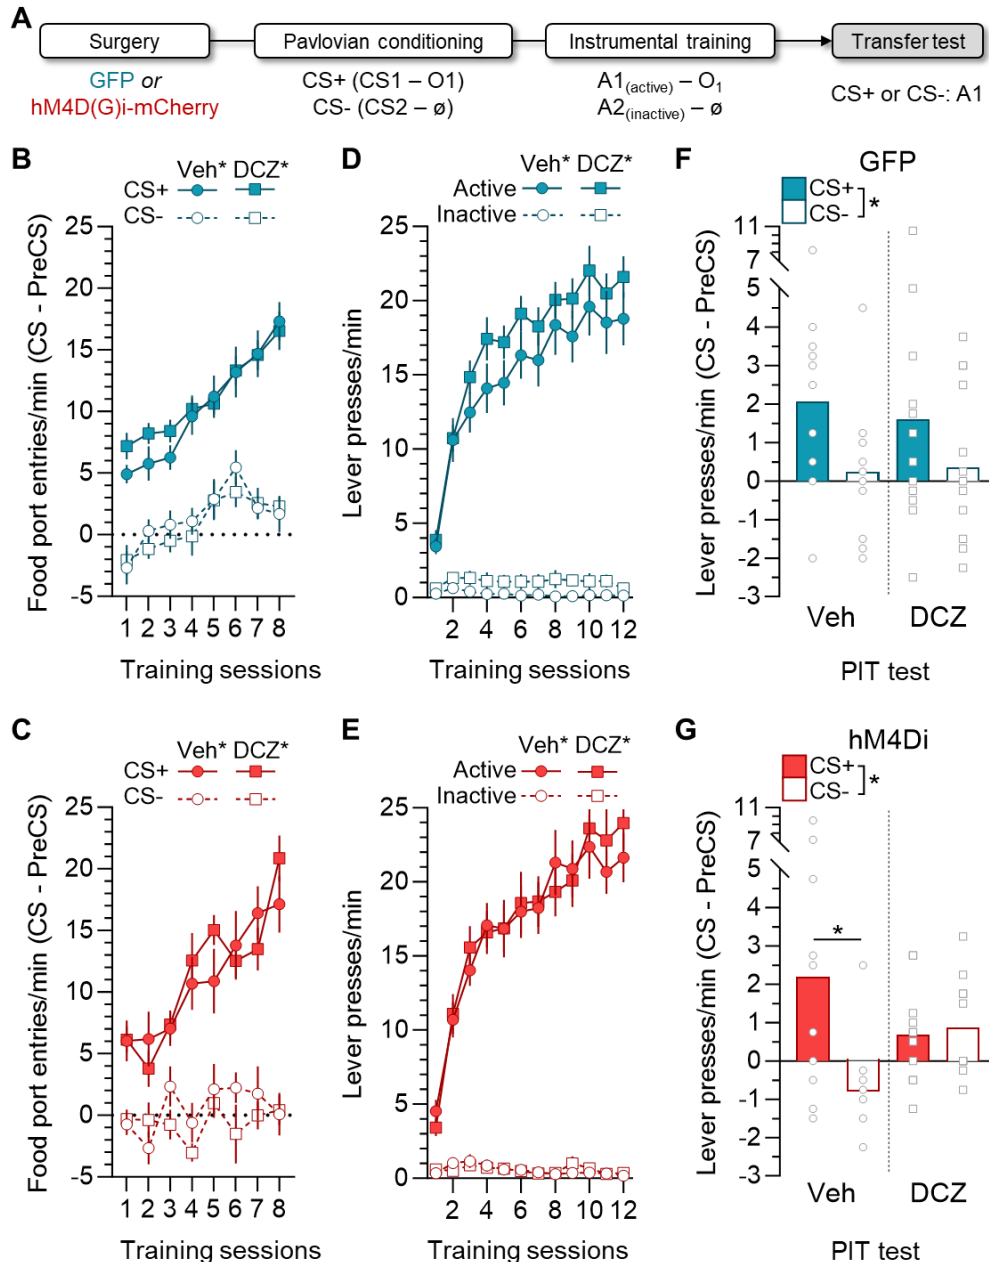 A
Surgery
Pavlovian conditioning
Instrumental training
Transfer test
GFP or
hM4D(G)i-mCherry
CS+ (CS1 – O1)
CS- (CS2 – ø)
A1(active) – O1
A2(inactive) – ø
CS+ or CS-: A1
B
Veh* DCZ*
CS+
CS-
Food port entries/min (CS - PreCS)
25
20
15
10
5
0
-5
1 2 3 4 5 6 7 8
Training sessions
D
Veh* DCZ*
Active
Inactive
Lever presses/min
25
20
15
10
5
0
2 4 6 8 10 12
Training sessions
F
GFP
CS+
CS-
*
Lever presses/min (CS - PreCS)
11
7
5
4
3
2
1
0
-1
-2
-3
Veh DCZ
PIT test
C
Veh* DCZ*
CS+
CS-
Food port entries/min (CS - PreCS)
25
20
15
10
5
0
-5
1 2 3 4 5 6 7 8
Training sessions
E
Veh* DCZ*
Active
Inactive
Lever presses/min
25
20
15
10
5
0
2 4 6 8 10 12
Training sessions
G
hM4Di
CS+
CS-
*
Lever presses/min (CS - PreCS)
11
7
5
4
3
2
1
0
-1
-2
-3
*
Veh DCZ
PIT test